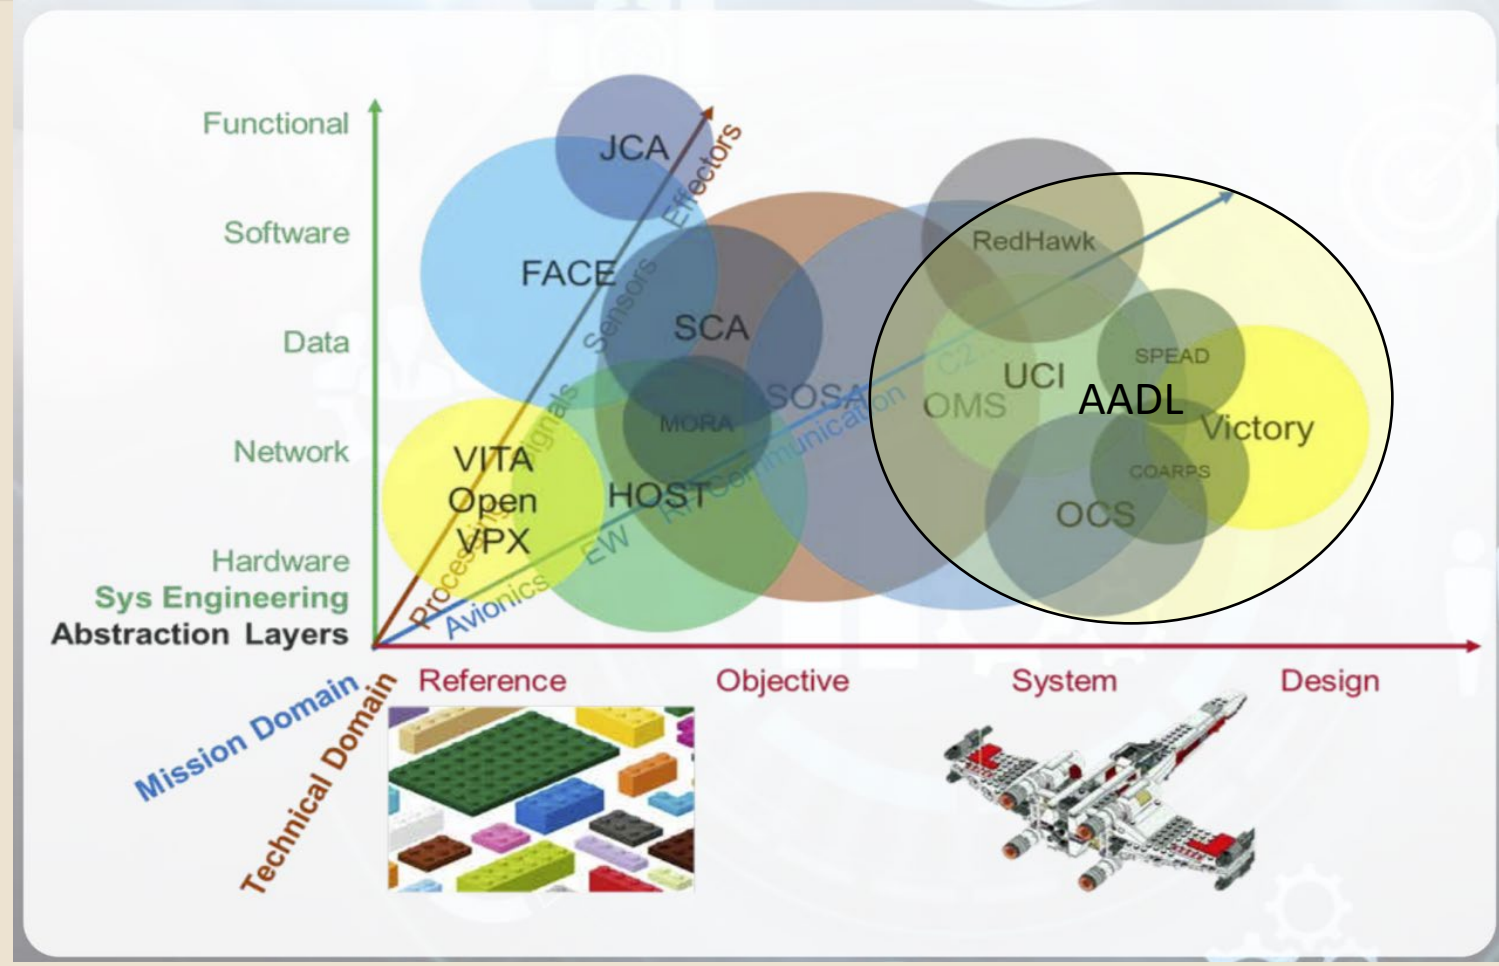 Functional
Software
Data
Network
Hardware
Sys Engineering
Abstraction Layers
Mission Domain
Technical Domain
Reference
Objective
System
Design
Processing
Signals
Sensors
Effectors
Avionics
EW
RF Communication
C2...
JCA
FACE
SCA
MORA
HOST
VITA
Open
VPX
SOSA
RedHawk
UCI
OMS
AADL
SPEAD
Victory
COARPS
OCS